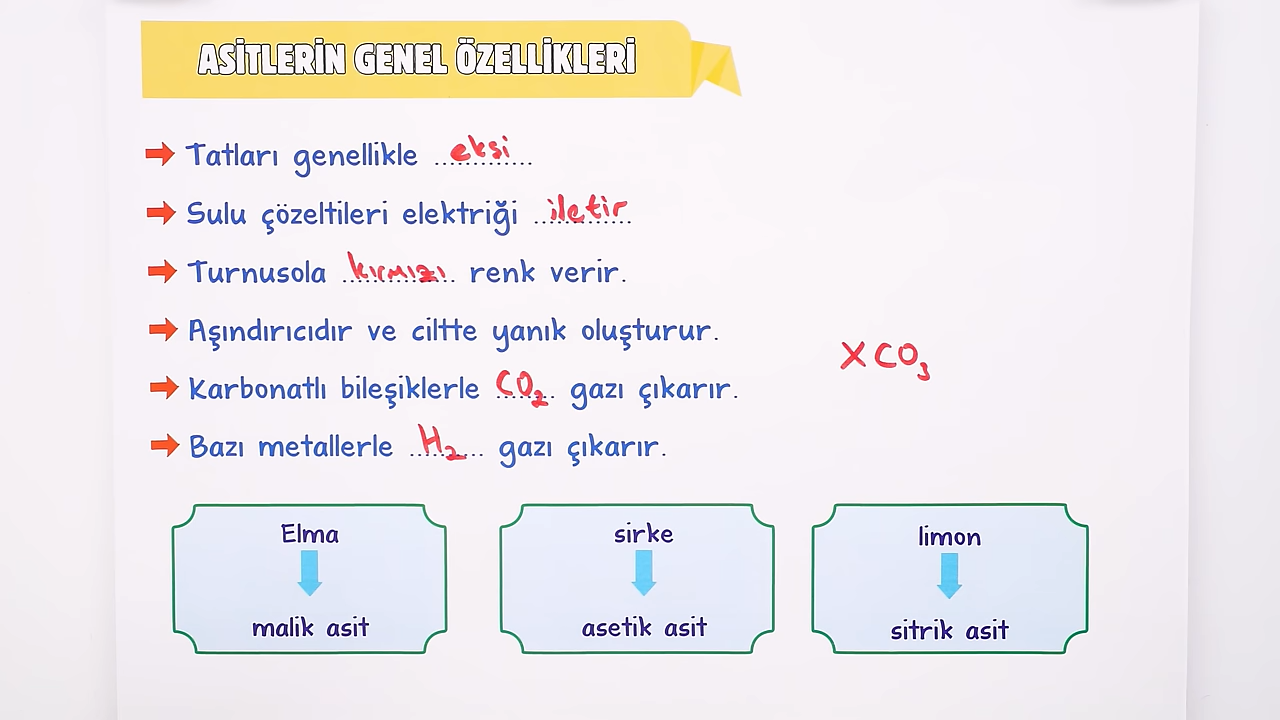 ASİTLERİN GENEL ÖZELLİKLERİ
Tatları genellikle ekşi
Sulu çözeltileri elektriği iletir
Turnusola kırmızı renk verir.
Aşındırıcıdır ve ciltte yanık oluşturur.
XCO₃
Karbonatlı bileşiklerle CO₂ gazı çıkarır.
Bazı metallerle H₂ gazı çıkarır.
Elma
malik asit
sirke
asetik asit
limon
sitrik asit